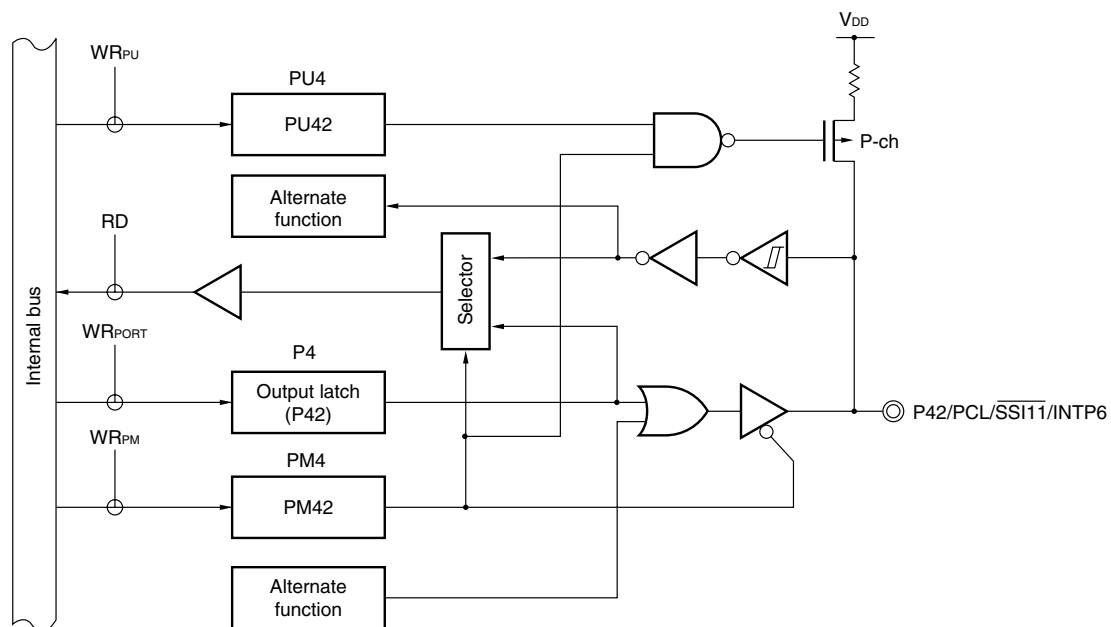 VDD
WRPU
PU4
PU42
P-ch
Alternate
function
RD
Selector
Internal bus
WRPORT
P4
Output latch
(P42)
P42/PCL/SSI11/INTP6
WRPM
PM4
PM42
Alternate
function